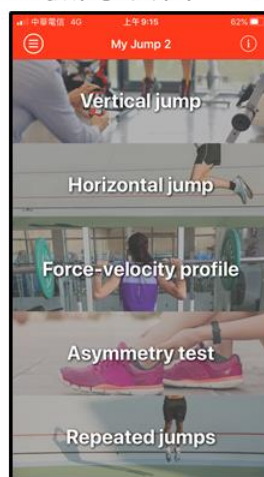 中華電信 4G 上午9:15 62%
My Jump 2
Vertical jump
Horizontal jump
Force-velocity profile
Asymmetry test
Repeated jumps